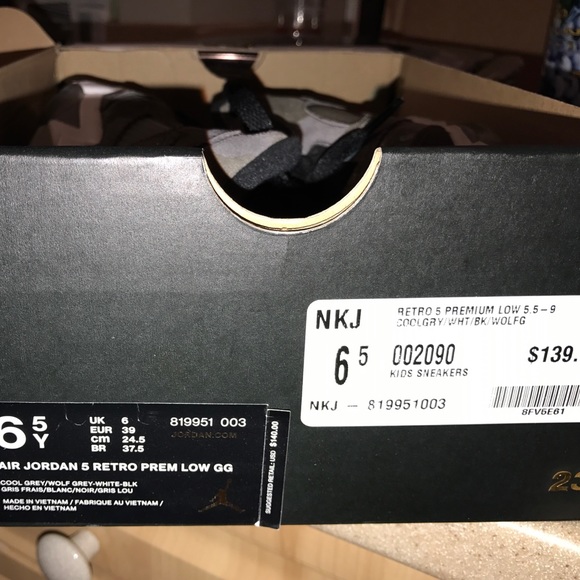 NKJ
RETRO 5 PREMIUM LOW 5.5-9
COOLGRY/WHT/BK/WOLFG
6 5
002090
$139.
KIDS SNEAKERS
NKJ - 819951003
8FV6E61
6 5 Y
UK 6
EUR 39
cm 24.5
BR 37.5
819951 003
JORDAN.COM
AIR JORDAN 5 RETRO PREM LOW GG
COOL GREY/WOLF GREY-WHITE-BLK
GRIS FRAIS/BLANC/NOIR/GRIS LOU
MADE IN VIETNAM / FABRIQUE AU VIETNAM /
HECHO EN VIETNAM
SUGGESTED RETAIL: USD $140.00
23